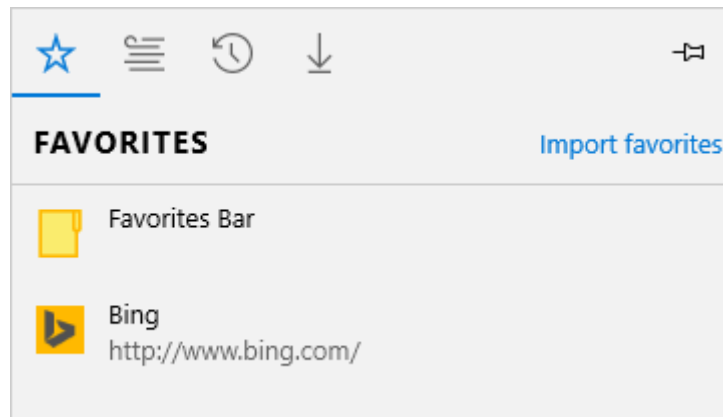 FAVORITES
Import favorites
Favorites Bar
Bing
http://www.bing.com/